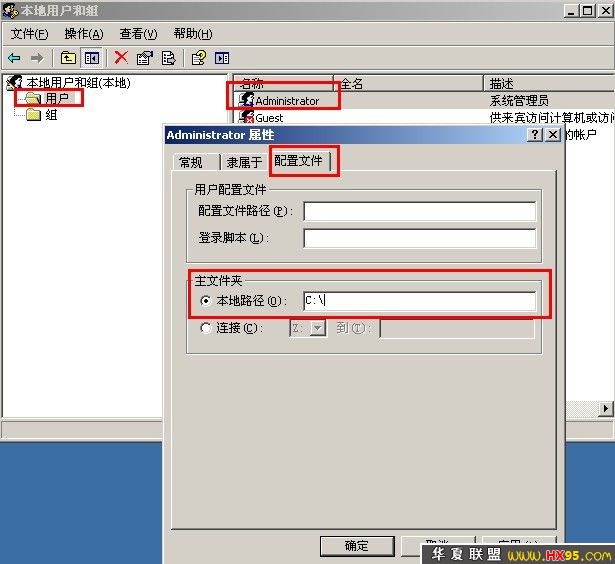 本地用户和组
文件(F) 操作(A) 查看(V) 帮助(H)
本地用户和组(本地)
用户
组
名称 全名 描述
Administrator 系统管理员
Guest 供来宾访问计算机或访问
的帐户
Administrator 属性
常规 隶属于 配置文件
用户配置文件
配置文件路径(P):
登录脚本(L):
主文件夹
本地路径(O): C:\
连接(C): Z: 到(T):
确定 取消 应用(A)
华夏联盟 www.HX95.com